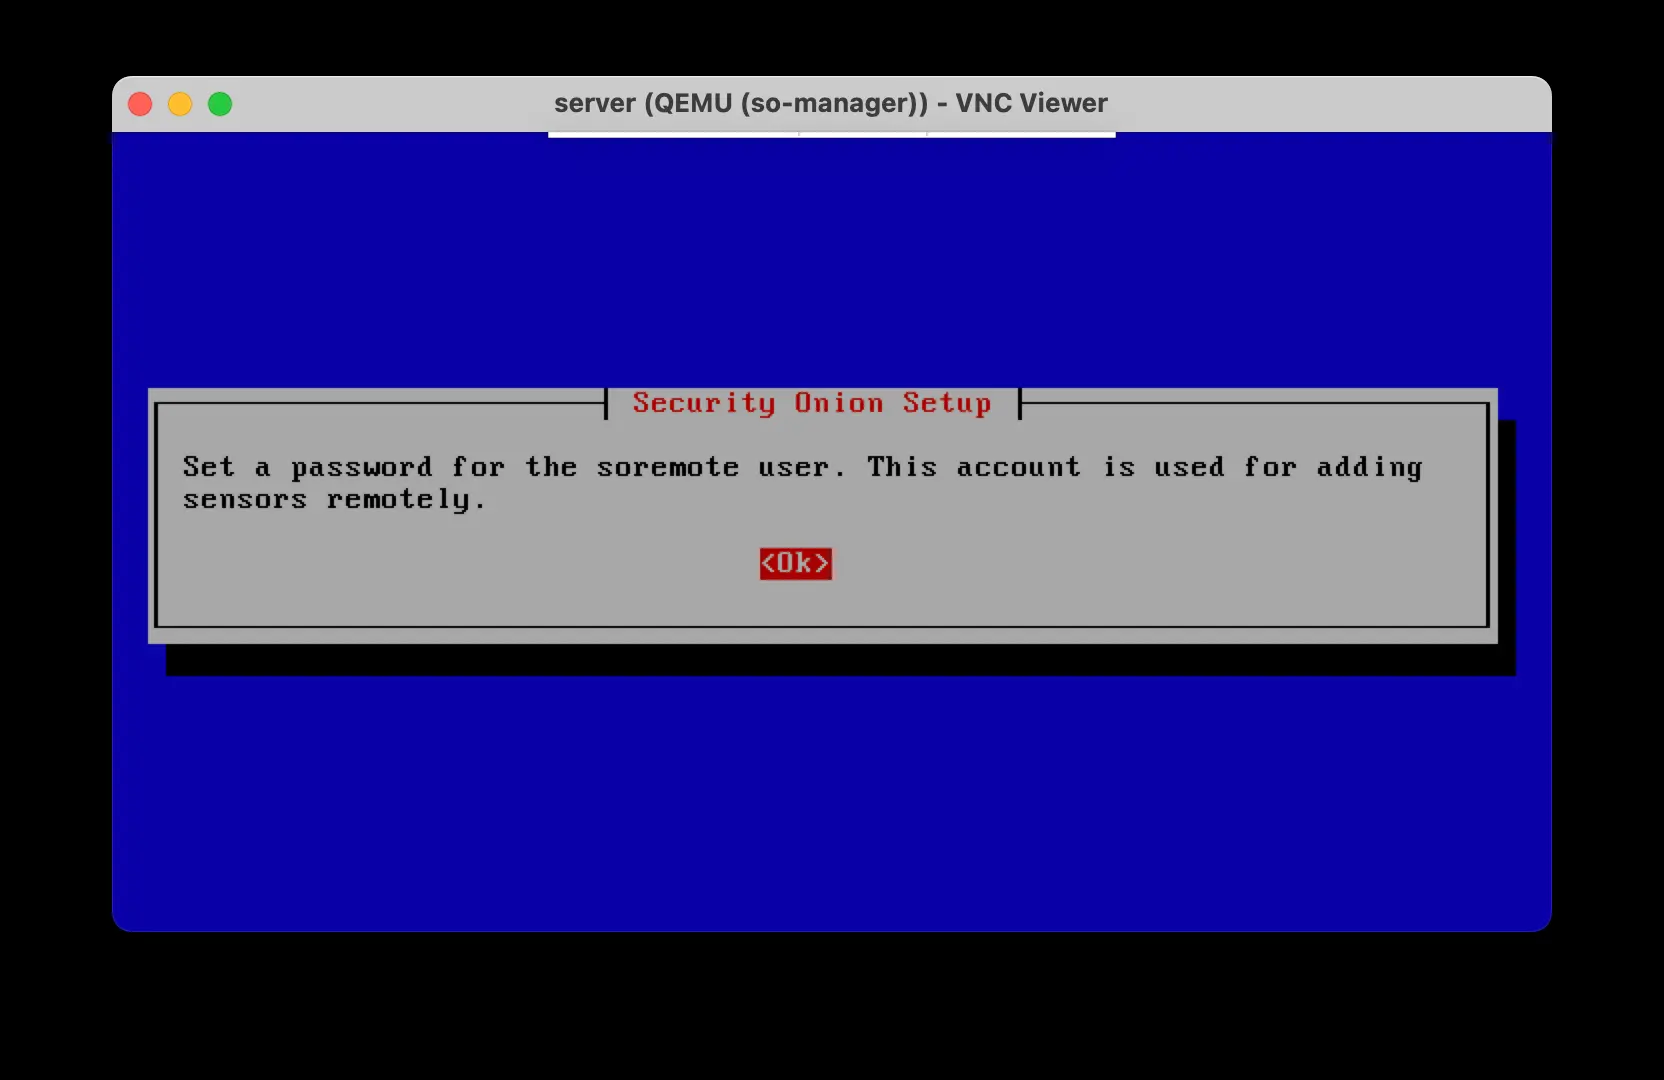 server (QEMU (so-manager)) - VNC Viewer
Security Onion Setup
Set a password for the soremote user. This account is used for adding
sensors remotely.
<Ok>